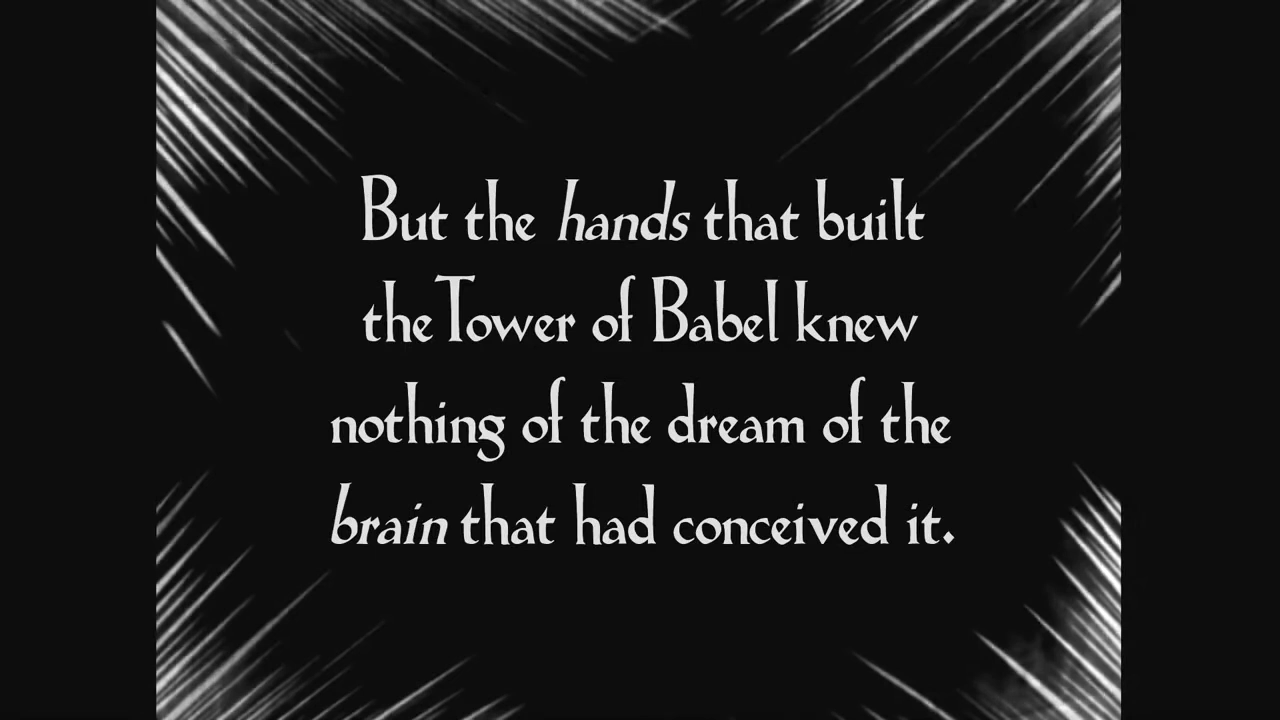 But the hands that built
the Tower of Babel knew
nothing of the dream of the
brain that had conceived it.